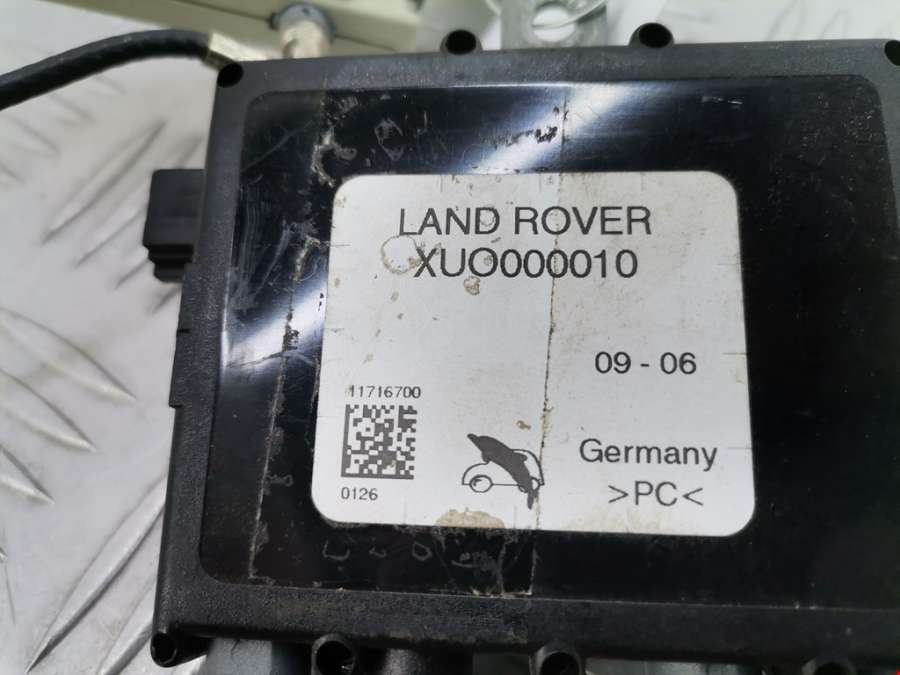 LAND ROVER
XUO000010
09 - 06
11716700
Germany
0126
>PC<